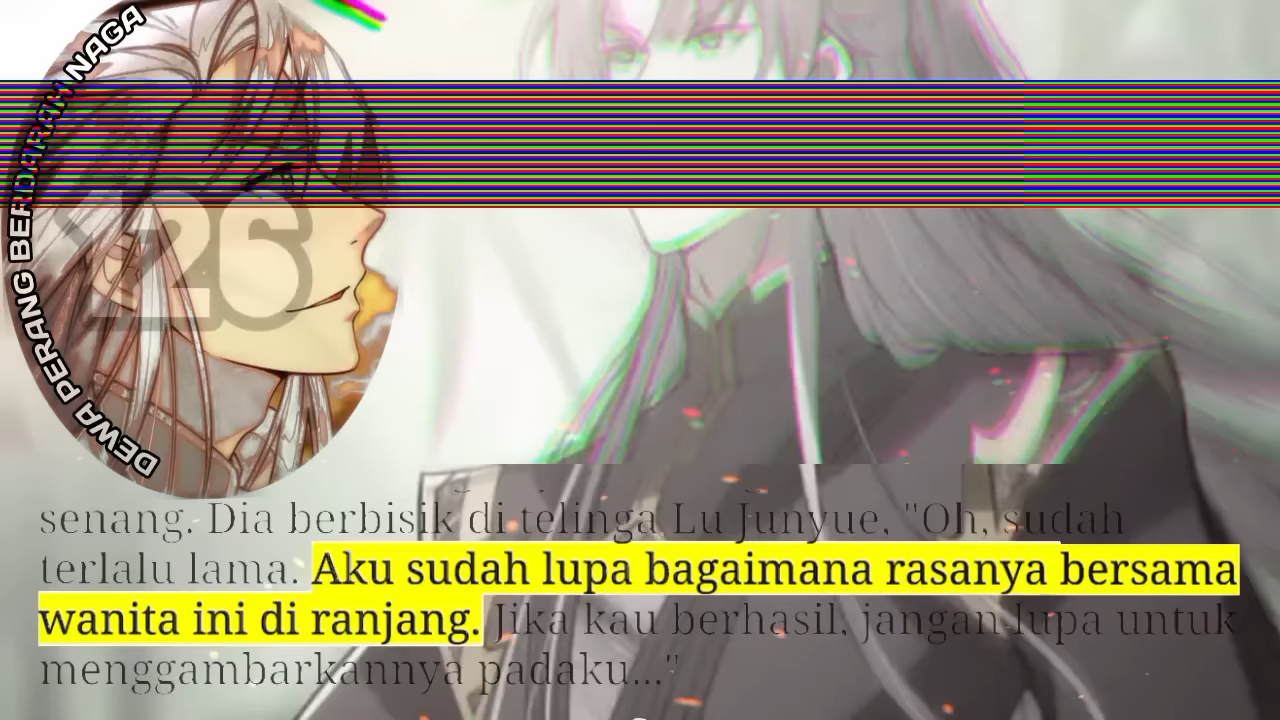 DEWA PERANG BERDARAH NAGA
126
senang. Dia berbisik di telinga Lu Junyue, "Oh, sudah
terlalu lama. Aku sudah lupa bagaimana rasanya bersama
wanita ini di ranjang. Jika kau berhasil, jangan lupa untuk
menggambarkannya padaku..."